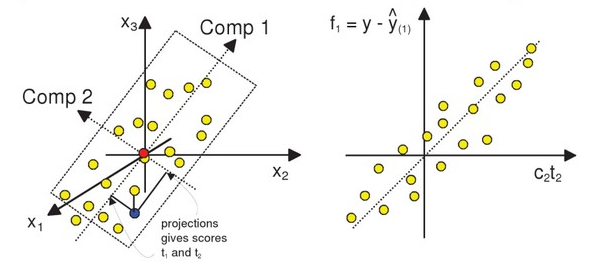 x₃
Comp 1
Comp 2
x₂
x₁
projections
gives scores
t₁ and t₂
f₁ = y - ŷ₍₁₎
c₂t₂